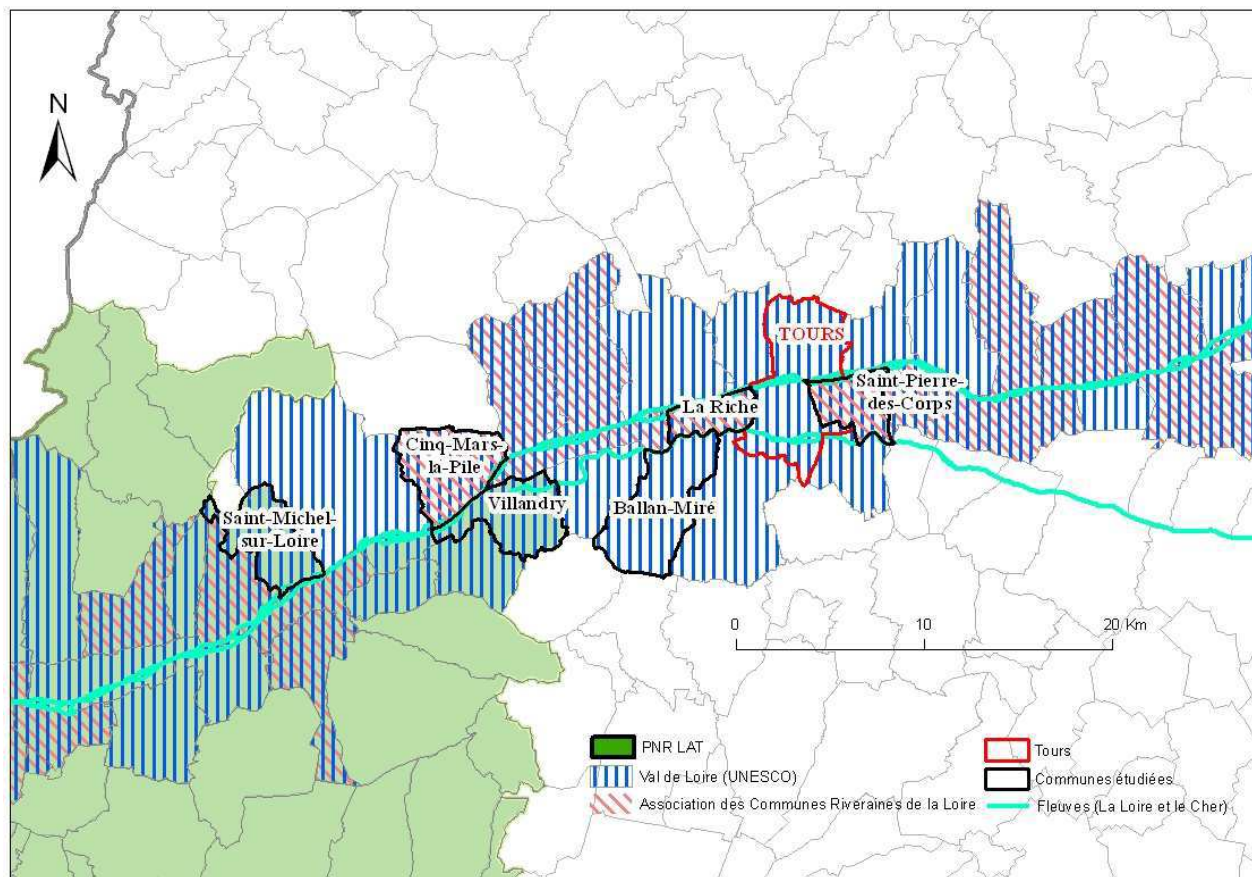 N
TOURS
Saint-Pierre-
des-Corps
La Riche
Cinq-Mars-
la-Pile
Villandry
Ballan-Miré
Saint-Michel-
sur-Loire
0 10 20 Km
PNR LAT
Val de Loire (UNESCO)
Association des Communes Riveraines de la Loire
Tours
Communes étudiées
Fleuves (La Loire et le Cher)